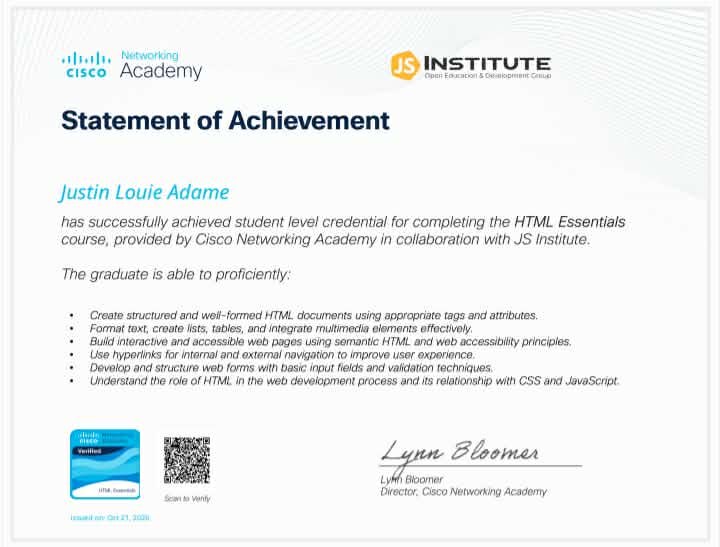 Networking
CISCO Academy
JS INSTITUTE
Open Education & Development Group
Statement of Achievement
Justin Louie Adame
has successfully achieved student level credential for completing the HTML Essentials
course, provided by Cisco Networking Academy in collaboration with JS Institute.
The graduate is able to proficiently:
• Create structured and well-formed HTML documents using appropriate tags and attributes.
• Format text, create lists, tables, and integrate multimedia elements effectively.
• Build interactive and accessible web pages using semantic HTML and web accessibility principles.
• Use hyperlinks for internal and external navigation to improve user experience.
• Develop and structure web forms with basic input fields and validation techniques.
• Understand the role of HTML in the web development process and its relationship with CSS and JavaScript.
CISCO Networking Academy
Verified
HTML Essentials
Scan to Verify
Lynn Bloomer
Lynn Bloomer
Director, Cisco Networking Academy
Issued on: Oct 21, 2025